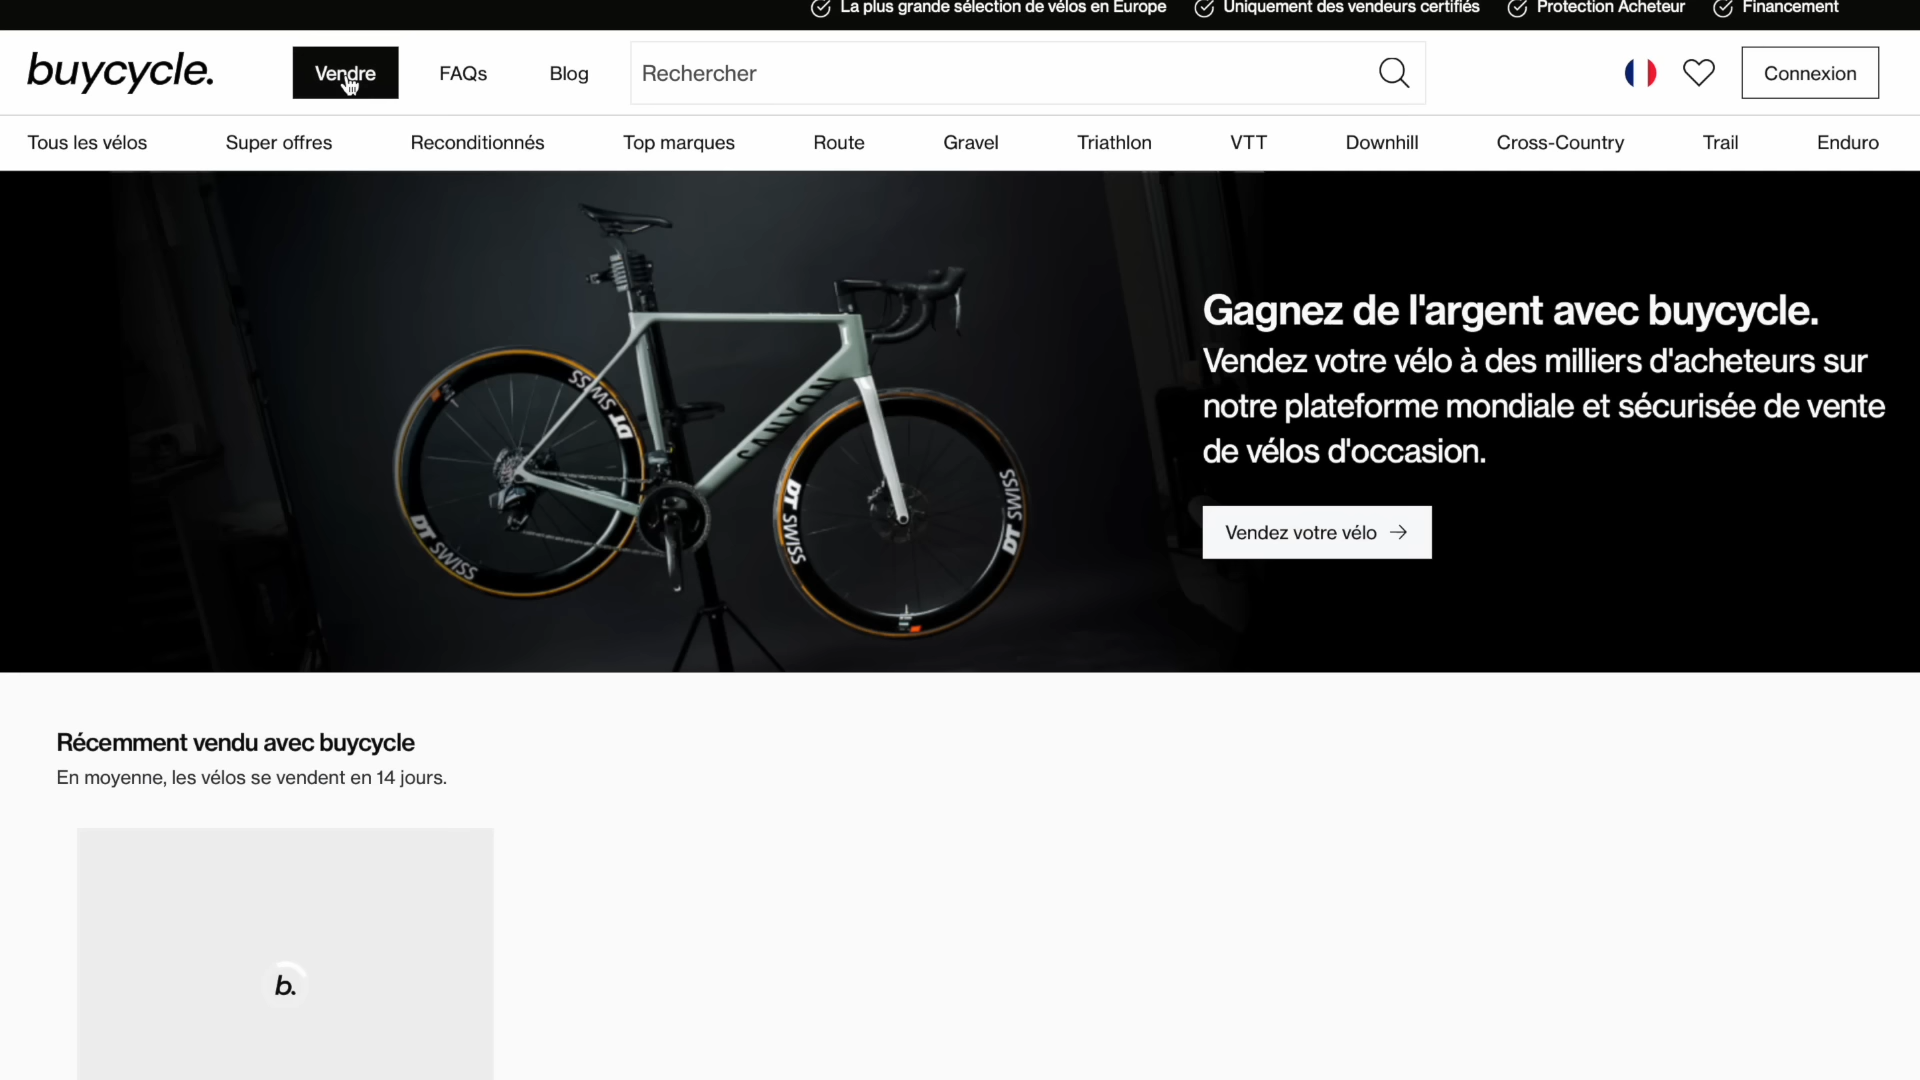 La plus grande sélection de vélos en Europe
Uniquement des vendeurs certifiés
Protection Acheteur
Financement
buycycle.
Vendre
FAQs
Blog
Rechercher
Connexion
Tous les vélos
Super offres
Reconditionnés
Top marques
Route
Gravel
Triathlon
VTT
Downhill
Cross-Country
Trail
Enduro
DT SWISS
DT SWISS
CANYON
DT SWISS
DT SWISS
Gagnez de l'argent avec buycycle.
Vendez votre vélo à des milliers d'acheteurs sur
notre plateforme mondiale et sécurisée de vente
de vélos d'occasion.
Vendez votre vélo
Récemment vendu avec buycycle
En moyenne, les vélos se vendent en 14 jours.
b.